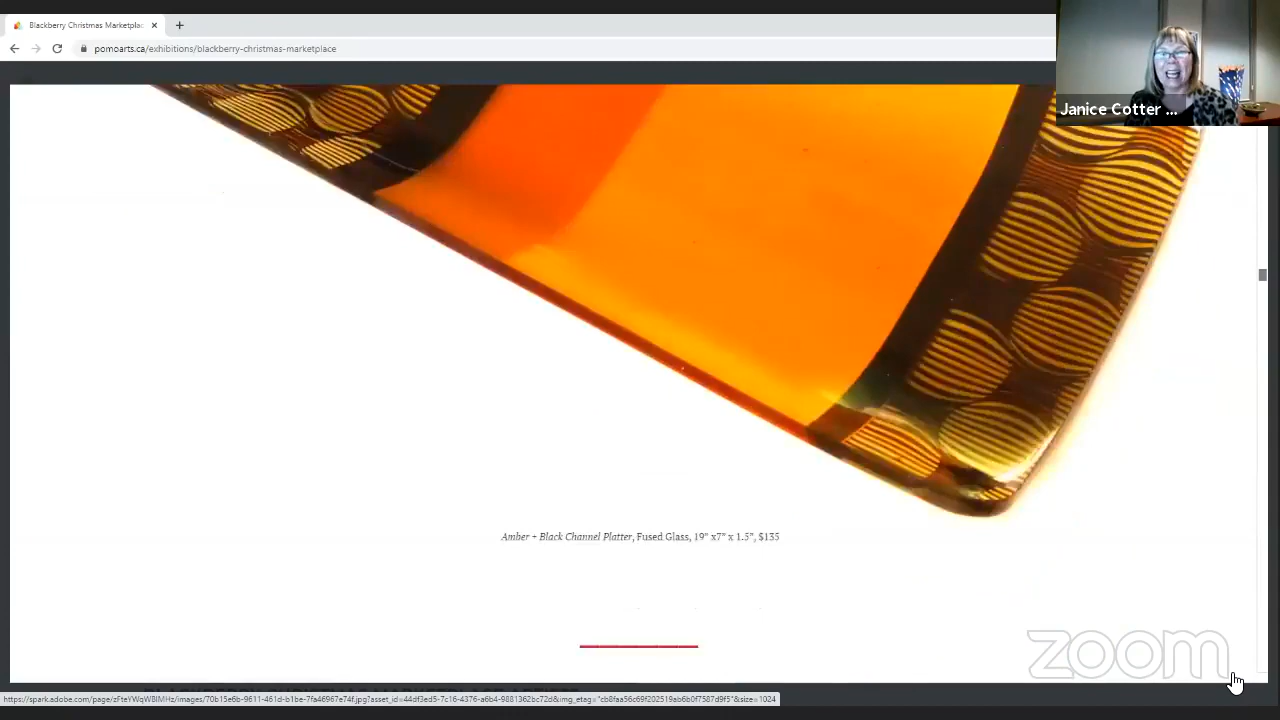 Blackberry Christmas Marketplac
pomoarts.ca/exhibitions/blackberry-christmas-marketplace
Janice Cotter ...
Amber + Black Channel Platter, Fused Glass, 19” x7” x 1.5”, $135
zoom